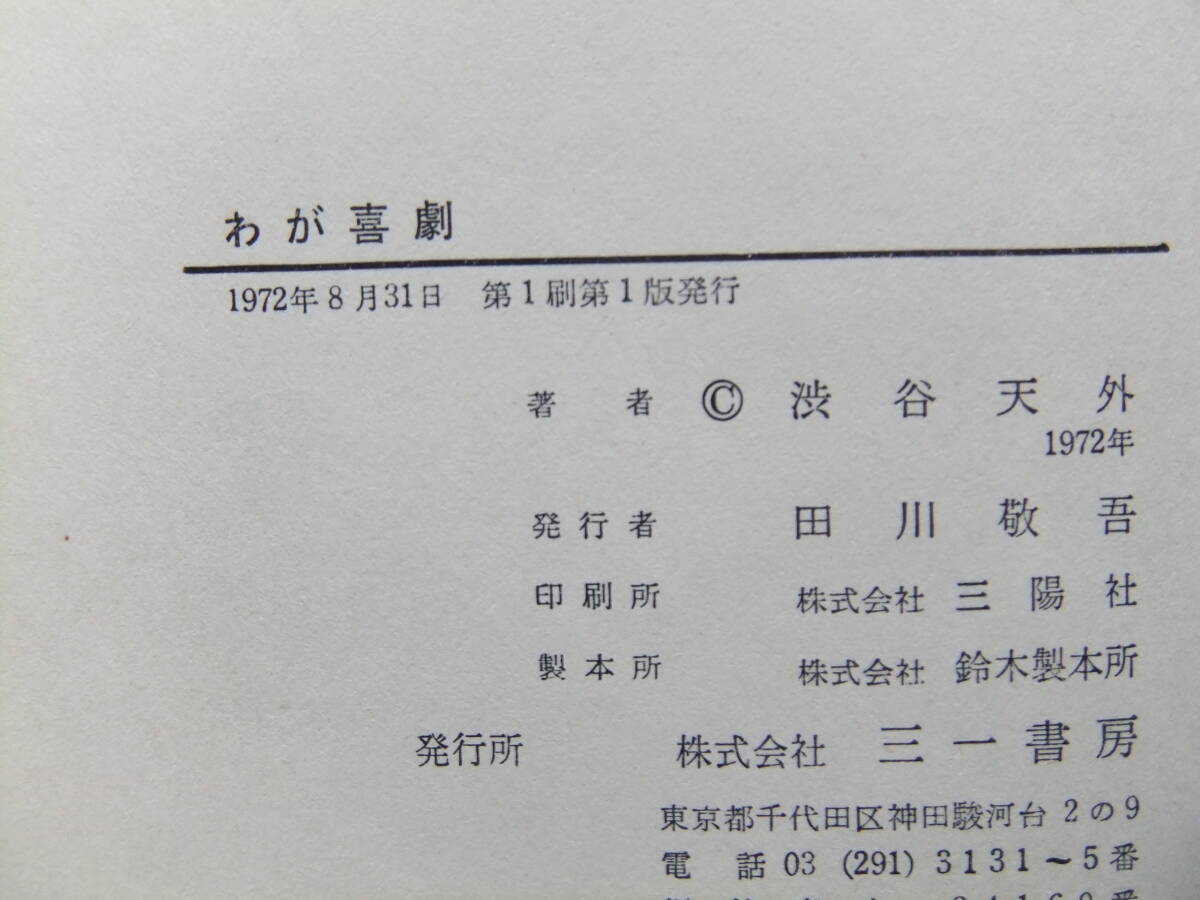 わが喜劇
1972年8月31日　第1刷第1版発行
著者　©　渋谷天外
1972年
発行者　田川敬吾
印刷所　株式会社　三陽社
製本所　株式会社　鈴木製本所
発行所　株式会社　三一書房
東京都千代田区神田駿河台2の9
電話　03　(291)　3131～5番